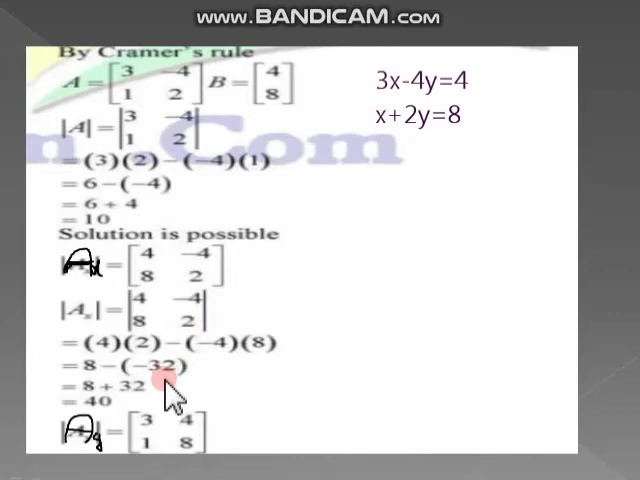 WWW.BANDICAM.COM
By Cramer's rule
A = [3 −4 1 2] B = [4 8]
3x-4y=4
x+2y=8
|A| = |3 −4 1 2|
= (3)(2) − (−4)(1)
= 6 − (−4)
= 6 + 4
= 10
Solution is possible
Ax = [4 −4 8 2]
|Ax| = |4 −4 8 2|
= (4)(2) − (−4)(8)
= 8 − (−32)
= 8 + 32
= 40
Ay = [3 4 1 8]